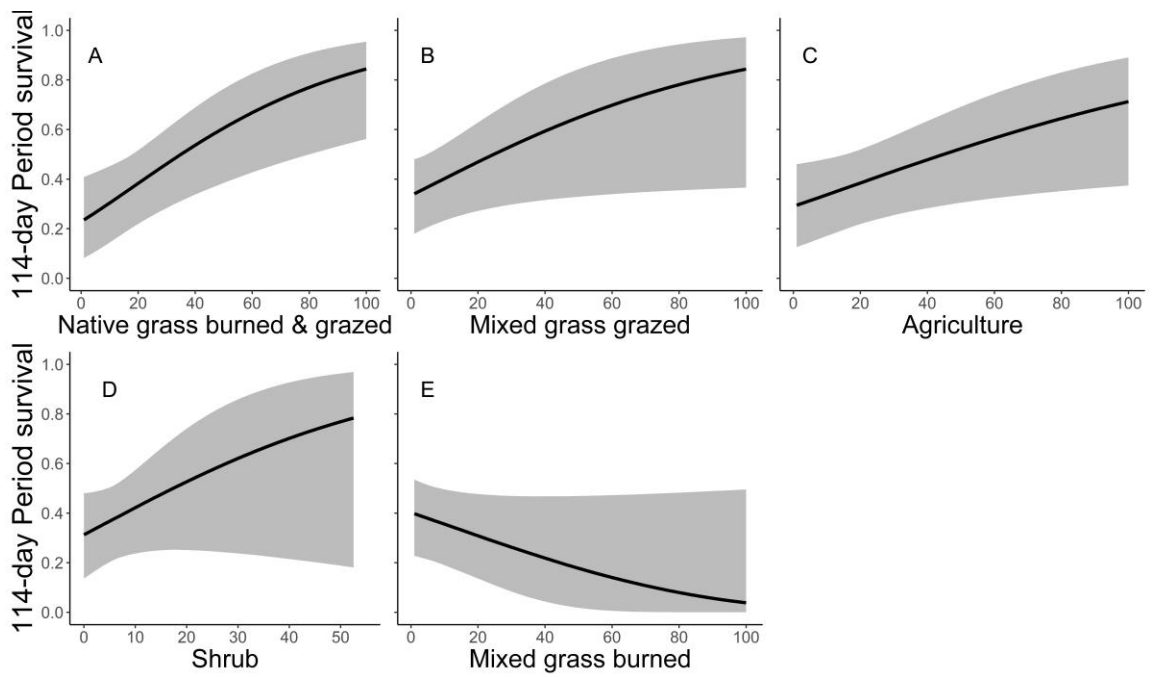 114-day Period survival
1.0
0.8
0.6
0.4
0.2
0.0
A
0 20 40 60 80 100
Native grass burned & grazed
B
0 20 40 60 80 100
Mixed grass grazed
C
0 20 40 60 80 100
Agriculture
114-day Period survival
1.0
0.8
0.6
0.4
0.2
0.0
D
0 10 20 30 40 50
Shrub
E
0 20 40 60 80 100
Mixed grass burned